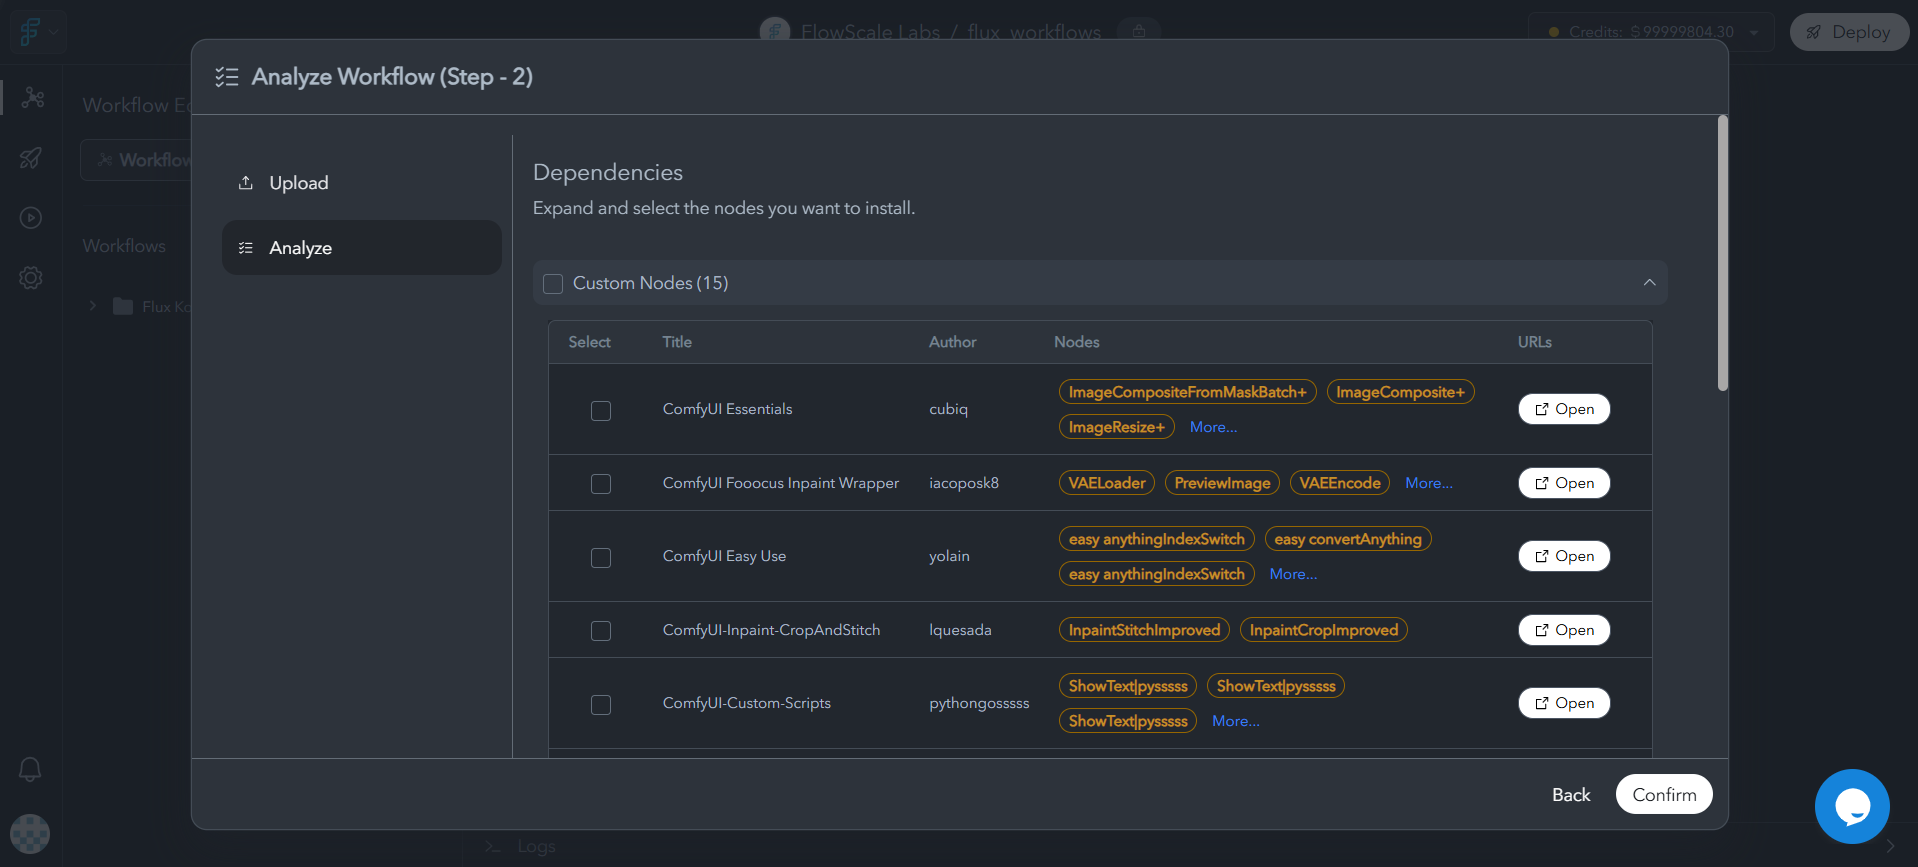 FlowScale Labs / flux_workflows
Credits: $ 99999804.30
Deploy
Analyze Workflow (Step - 2)
Workflow
Workflow
Upload
Analyze
Workflows
Flux
Dependencies
Expand and select the nodes you want to install.
Custom Nodes (15)
Select Title Author Nodes URLs
ComfyUI Essentials cubiq ImageCompositeFromMaskBatch+ ImageComposite+
ImageResize+ More... Open
ComfyUI Fooocus Inpaint Wrapper iacoposk8 VAELoader PreviewImage VAEEncode More... Open
ComfyUI Easy Use yolain easy anythingIndexSwitch easy convertAnything
easy anythingIndexSwitch More... Open
ComfyUI-Inpaint-CropAndStitch lquesada InpaintStitchImproved InpaintCropImproved Open
ComfyUI-Custom-Scripts pythongosssss ShowText|pysssss ShowText|pysssss
ShowText|pysssss More... Open
Back Confirm
Logs